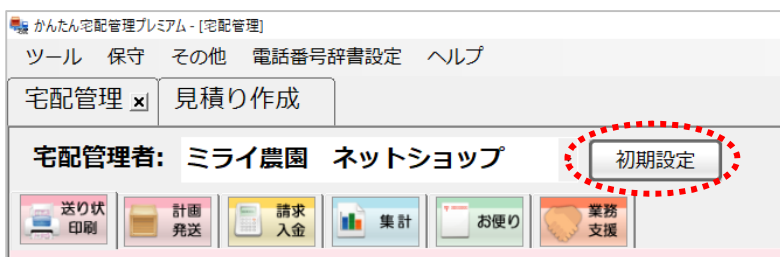 かんたん宅配管理プレミアム - [宅配管理]
ツール 保守 その他 電話番号辞書設定 ヘルプ
宅配管理 x 見積り作成
宅配管理者: ミライ農園 ネットショップ 初期設定
送り状印刷 計画発送 請求入金 集計 お便り 業務支援